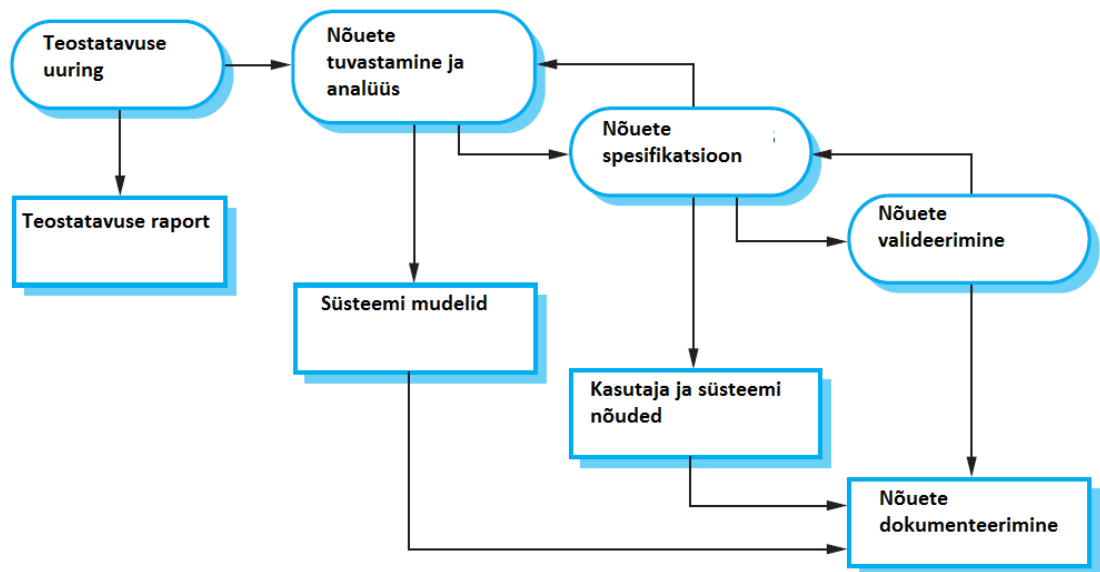 Teostatavuse
uuring
Nõuete
tuvastamine ja
analüüs
Nõuete
spesifikatsioon
Teostatavuse raport
Nõuete
valideerimine
Süsteemi mudelid
Kasutaja ja süsteemi
nõuded
Nõuete
dokumenteerimine